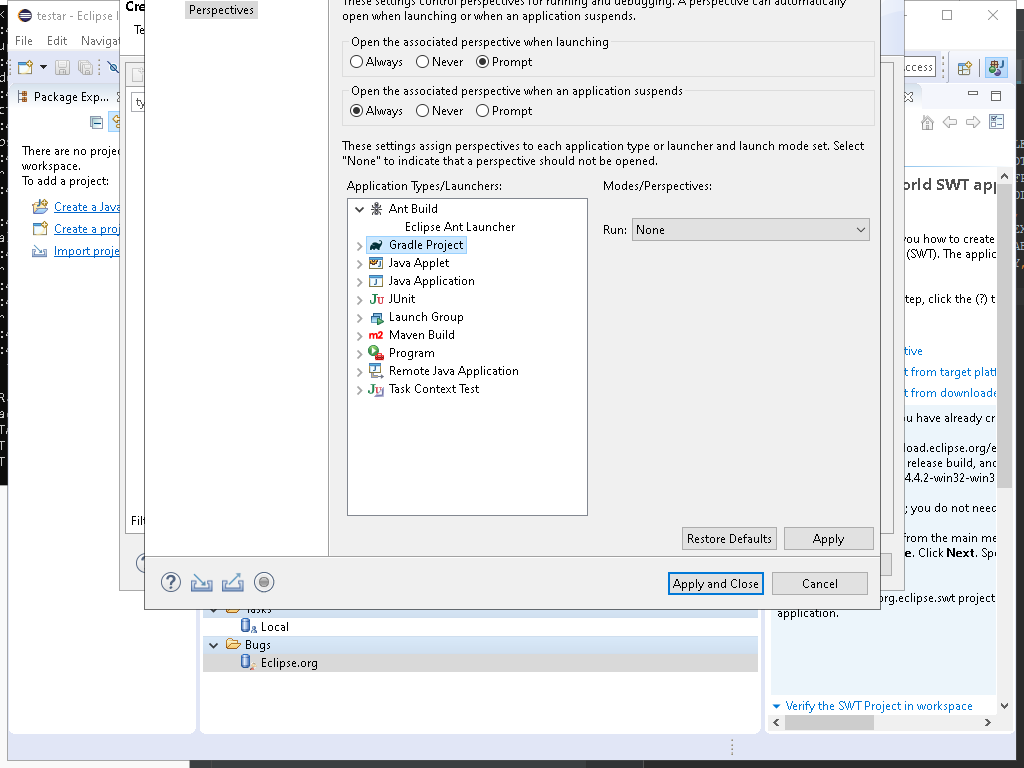 Perspectives
These settings control perspectives for running and debugging. A perspective can automatically
open when launching or when an application suspends.
Open the associated perspective when launching
Always Never Prompt
Open the associated perspective when an application suspends
Always Never Prompt
These settings assign perspectives to each application type or launcher and launch mode set. Select
"None" to indicate that a perspective should not be opened.
Application Types/Launchers:
Modes/Perspectives:
Ant Build
Eclipse Ant Launcher
Gradle Project
Java Applet
Java Application
JUnit
Launch Group
Maven Build
Program
Remote Java Application
Task Context Test
Run: None
Restore Defaults Apply
Apply and Close Cancel
testar - Eclipse
File Edit Navigat
Package Exp...
There are no proje
workspace.
To add a project:
Create a Java
Create a proj
Import proje
Cre
Te
ty
Filt
ccess
orld SWT app
you how to create
(SWT). The applic
tep, click the (?) t
tive
t from target platf
t from downloade
ou have already cr
load.eclipse.org/e
release build, and
4.4.2-win32-win3
; you do not need
from the main me
e. Click Next. Spe
org.eclipse.swt project
application.
Verify the SWT Project in workspace
Tasks
Local
Bugs
Eclipse.org